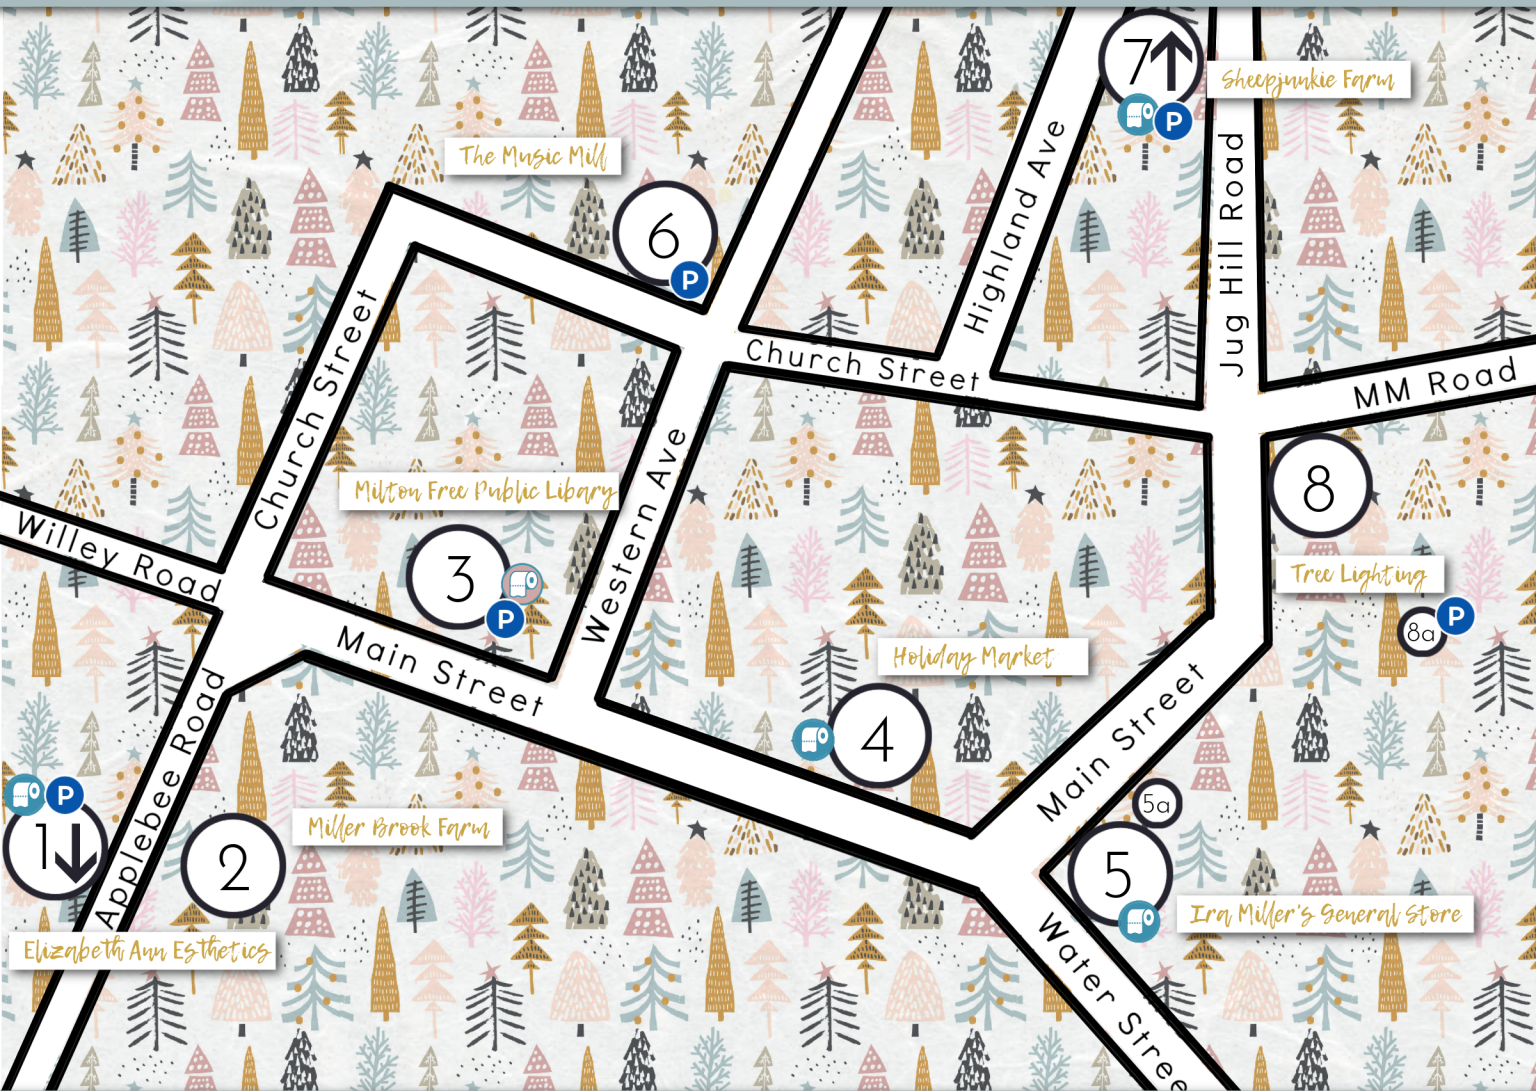 7
Sheepjunkie Farm
P
The Music Mill
6
P
Highland Ave
Jug Hill Road
Church Street
Church Street
MM Road
Milton Free Public Libary
3
P
Western Ave
8
Tree Lighting
8a
P
Willey Road
Main Street
Holiday Market
4
Main Street
5a
5
Ira Miller's General Store
P
1
Applebee Road
2
Miller Brook Farm
Elizabeth Ann Esthetics
Water Stree